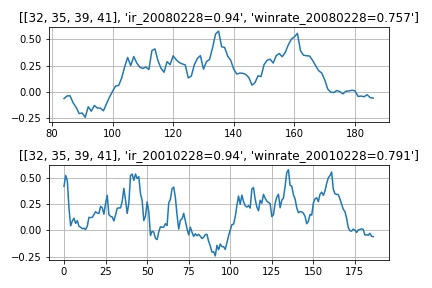 [[32, 35, 39, 41], 'ir_20080228=0.94', 'winrate_20080228=0.757']
0.50
0.25
0.00
−0.25
80 100 120 140 160 180
[[32, 35, 39, 41], 'ir_20010228=0.94', 'winrate_20010228=0.791']
0.50
0.25
0.00
−0.25
0 25 50 75 100 125 150 175